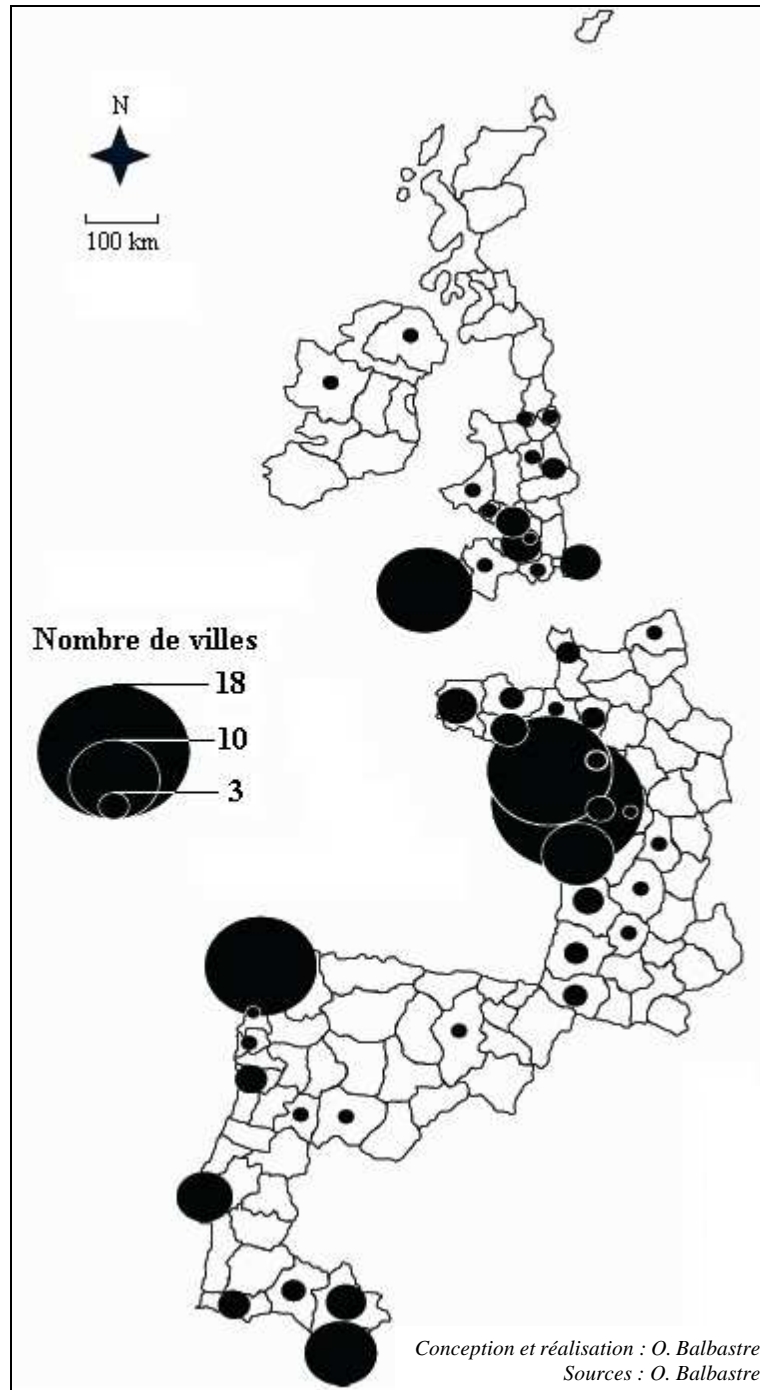 N
100 km
Nombre de villes
18
10
3
Conception et réalisation : O. Balbastre
Sources : O. Balbastre